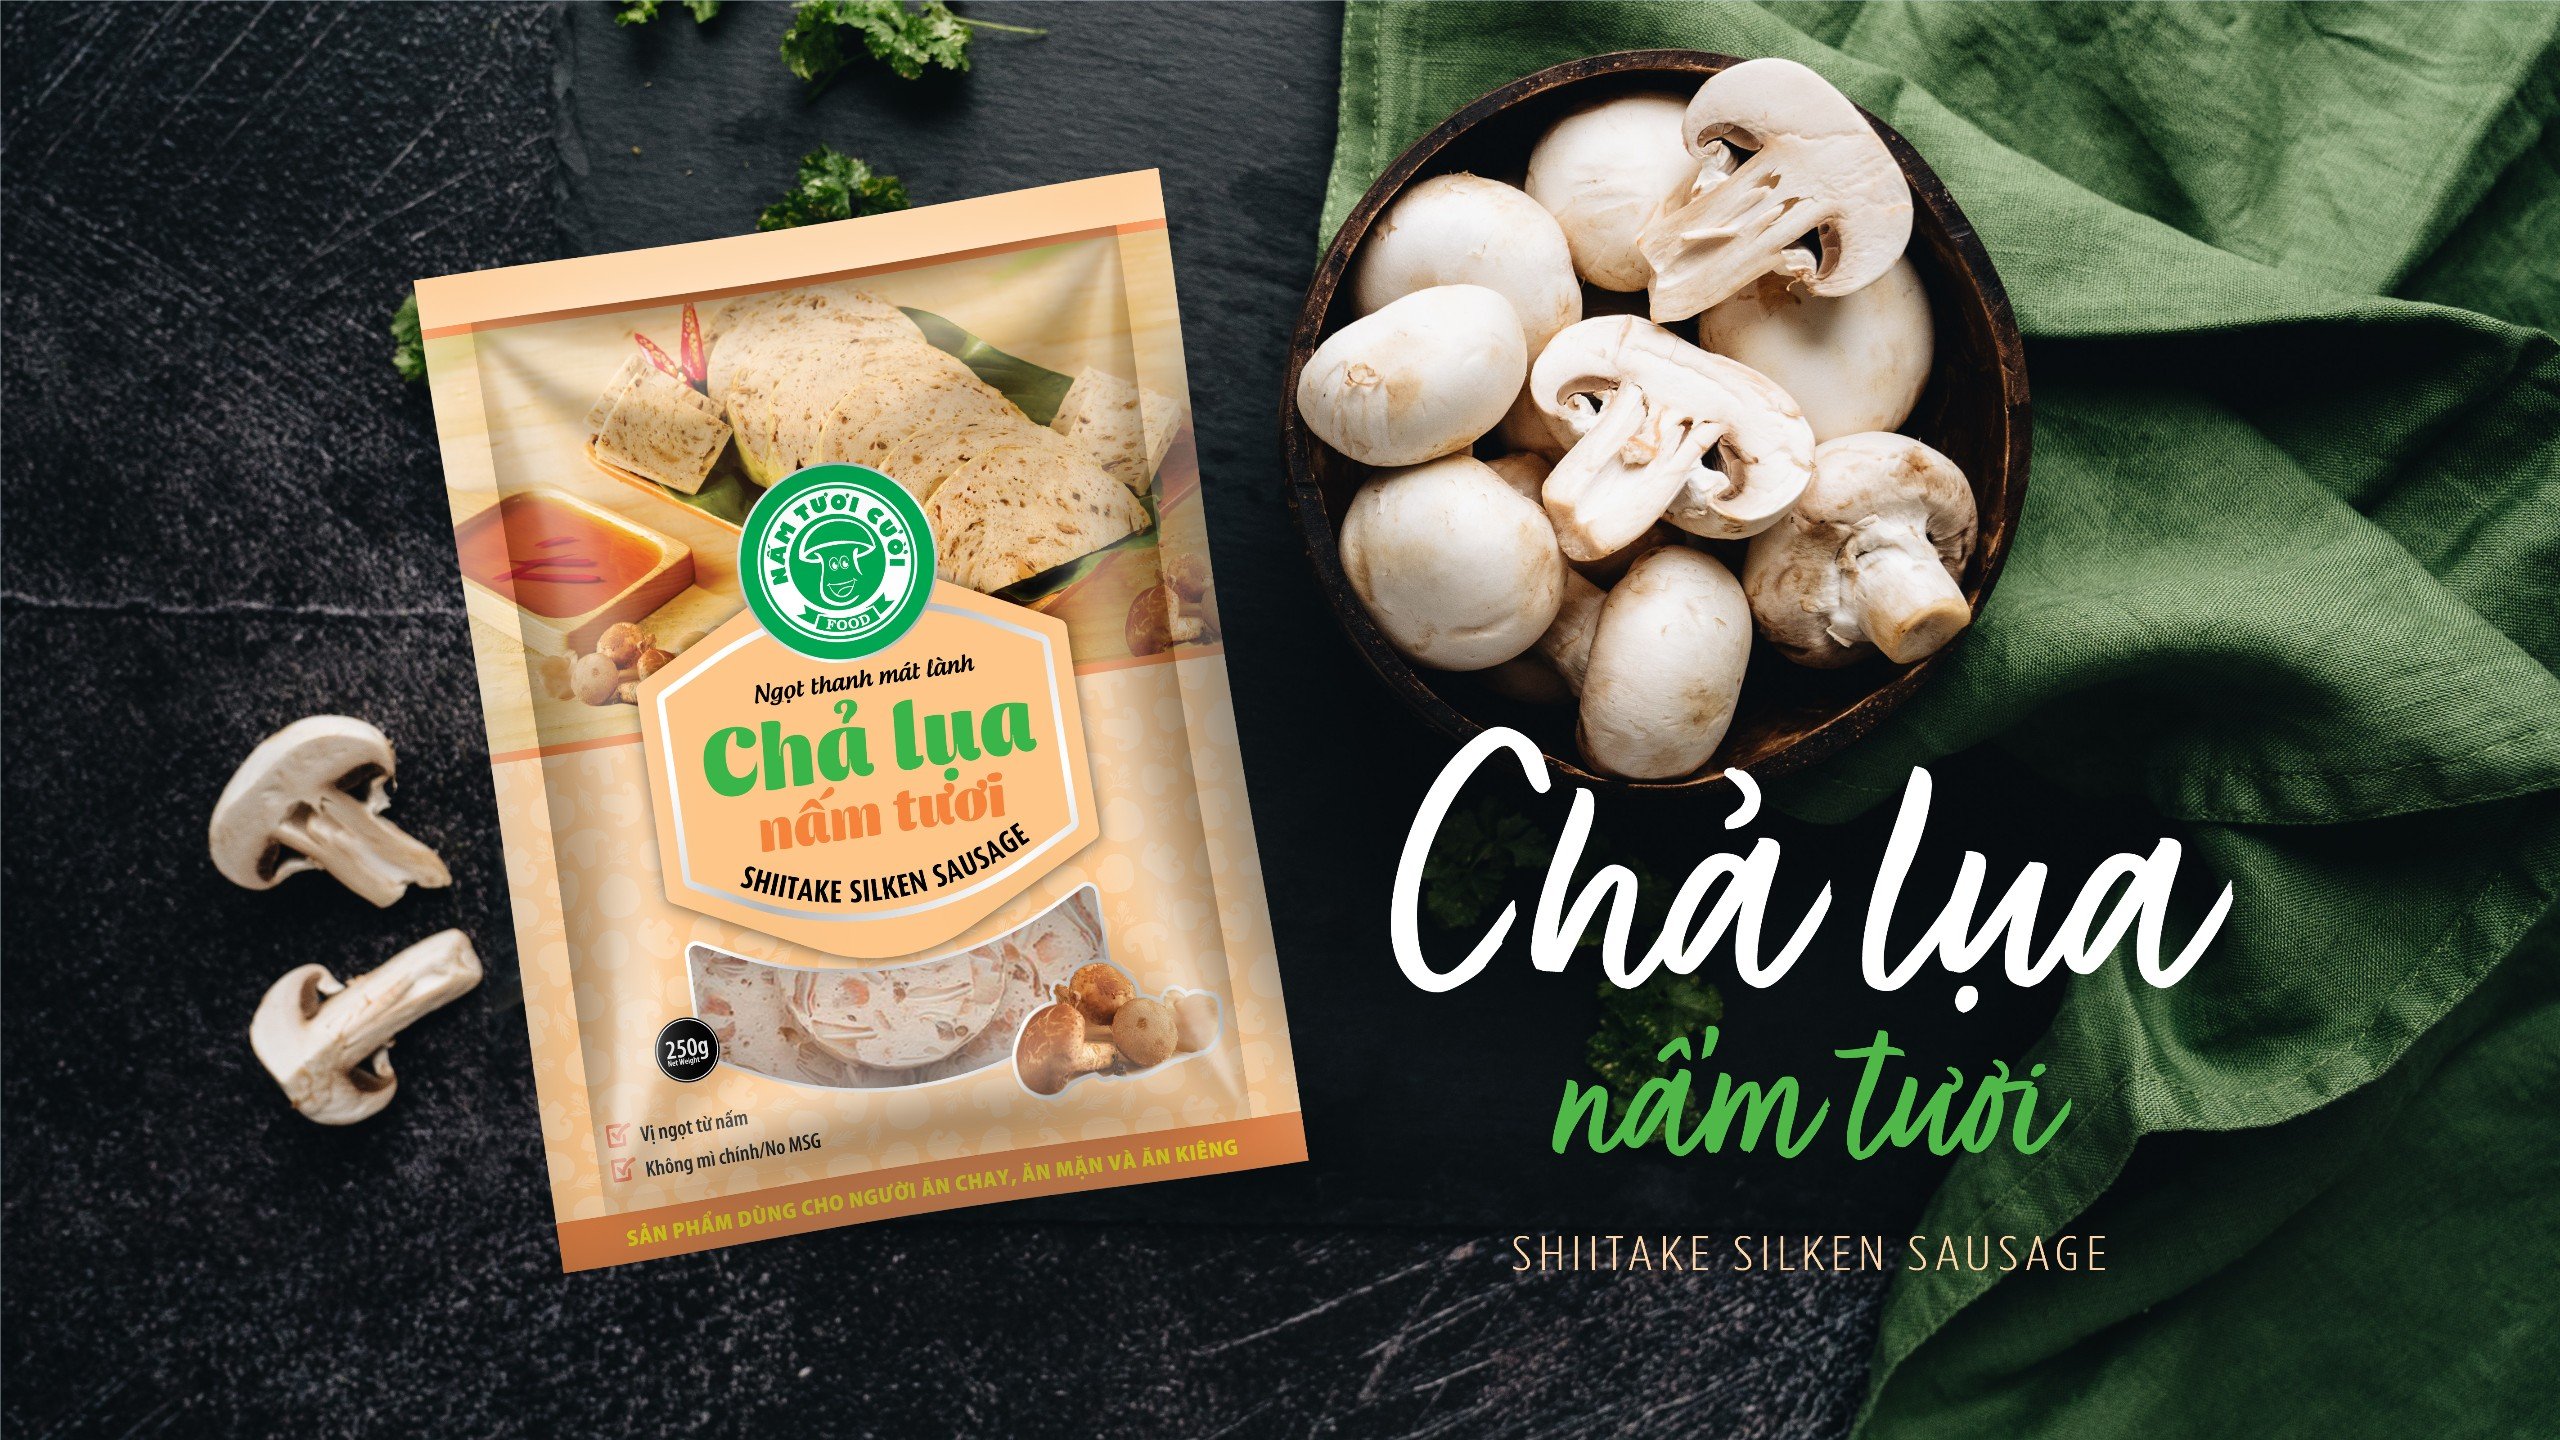 NẤM TƯƠI CƯỜI
FOOD
Ngọt thanh mát lành
Chả lụa
nấm tươi
SHIITAKE SILKEN SAUSAGE
250g
Net Weight
Vị ngọt từ nấm
Không mì chính/No MSG
SẢN PHẨM DÙNG CHO NGƯỜI ĂN CHAY, ĂN MẶN VÀ ĂN KIÊNG
Chả lụa
nấm tươi
SHIITAKE SILKEN SAUSAGE